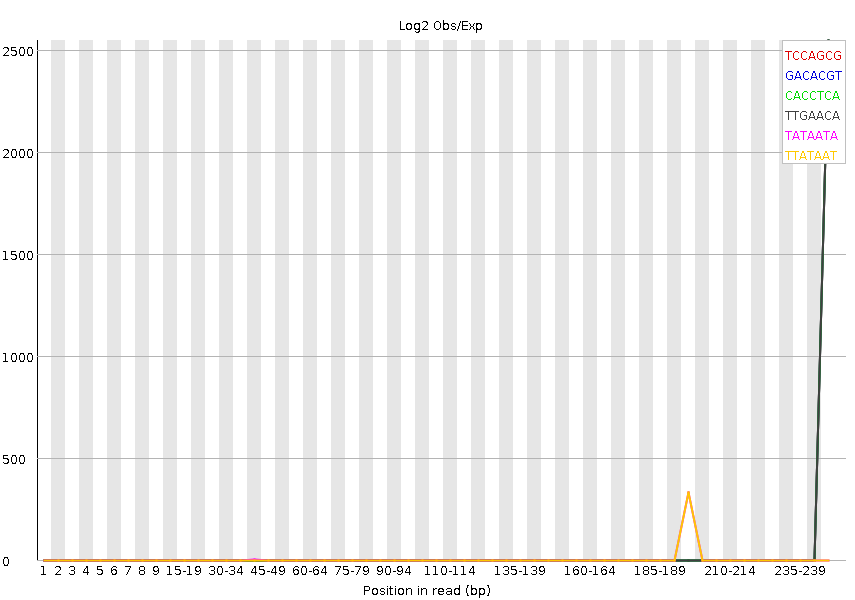 Log2 Obs/Exp
2500
2000
1500
1000
500
0
TCCAGCG
GACACGT
CACCTCA
TTGAACA
TATAATA
TTATAAT
1 2 3 4 5 6 7 8 9 15-19 30-34 45-49 60-64 75-79 90-94 110-114 135-139 160-164 185-189 210-214 235-239
Position in read (bp)